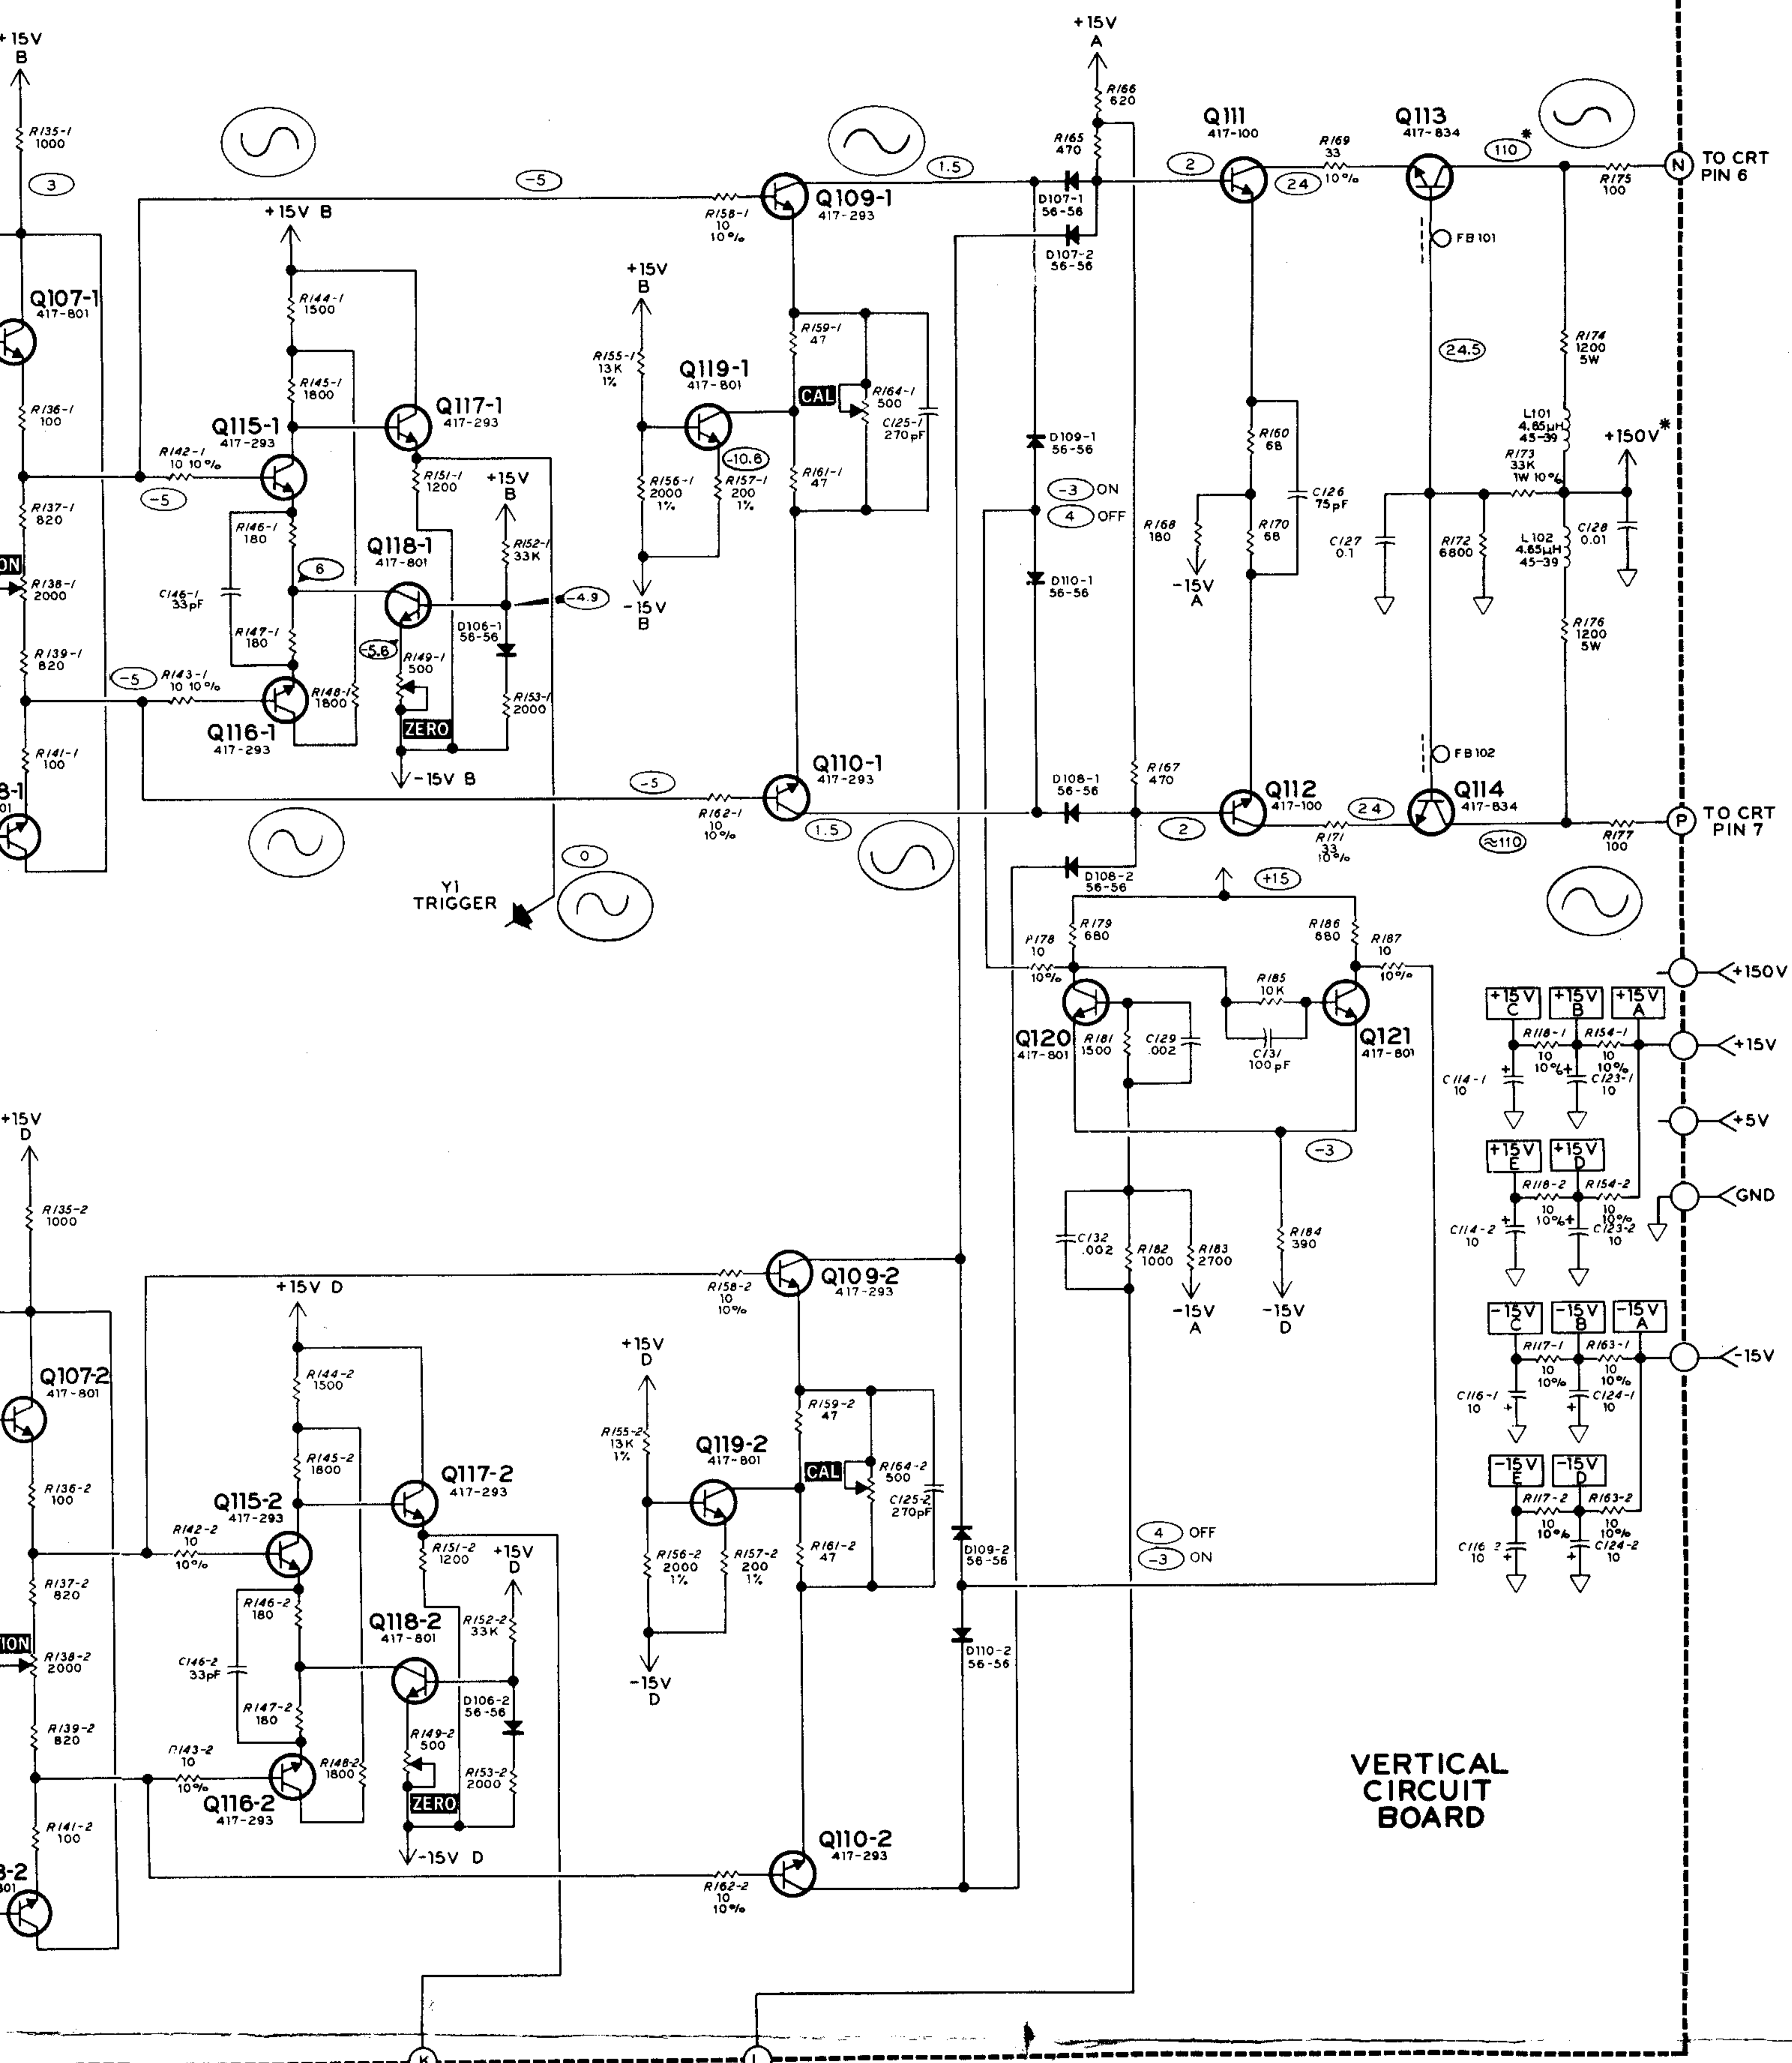 +15V
B
R135-1
1000
3
Q107-1
417-801
R136-1
100
R137-1
820
R138-1
2000
R139-1
820
R141-1
100
+15V B
R144-1
1500
R145-1
1800
Q115-1
417-293
R142-1
10 10%
-5
R146-1
180
C146-1
33pF
R147-1
180
6
-5
R143-1
10 10%
Q116-1
417-293
R148-1
1800
Q117-1
417-293
R151-1
1200
Q118-1
417-801
+15V
B
R152-1
33K
-4.9
-5.6
D106-1
56-56
R149-1
500
R153-1
2000
ZERO
-15V B
Y1
TRIGGER
0
-5
R158-1
10
10%
Q109-1
417-293
+15V
B
R155-1
13K
1%
Q119-1
417-801
R156-1
2000
1%
-10.6
R157-1
200
1%
-15V
B
R159-1
47
CAL
R164-1
500
C125-1
270pF
R161-1
47
-5
R162-1
10
10%
Q110-1
417-293
1.5
1.5
+15V
A
R166
620
R165
470
D107-1
56-56
D107-2
56-56
D109-1
56-56
-3 ON
4 OFF
D110-1
56-56
D108-1
56-56
R167
470
D108-2
56-56
2
Q111
417-100
24
R169
33
10%
Q113
417-834
110 *
R175
100
N
TO CRT
PIN 6
FB101
R160
68
C126
75pF
R168
180
R170
68
-15V
A
24.5
R174
1200
5W
L101
4.65µH
45-39
R173
33K
1W 10%
+150V*
C127
0.1
R172
6800
L102
4.65µH
45-39
C128
0.01
R176
1200
5W
FB102
2
Q112
417-100
24
R171
33
10%
Q114
417-834
≈110
R177
100
P
TO CRT
PIN 7
+15
R179
680
R178
10
10%
R186
680
R187
10
10%
R185
10K
C131
100pF
Q120
417-801
R181
1500
C129
.002
Q121
417-801
-3
C132
.002
R182
1000
R183
2700
R184
390
-15V
A
-15V
D
4 OFF
-3 ON
+150V
+15V
C
+15V
B
+15V
A
R118-1
10
10%
R154-1
10
10%
+15V
C114-1
10
C123-1
10
+5V
+15V
E
+15V
D
R118-2
10
10%
R154-2
10
10%
GND
C114-2
10
C123-2
10
-15V
C
-15V
B
-15V
A
R117-1
10
10%
R163-1
10
10%
-15V
C116-1
10
C124-1
10
-15V
E
-15V
D
R117-2
10
10%
R163-2
10
10%
C116-2
10
C124-2
10
+15V
D
R135-2
1000
Q107-2
417-801
R136-2
100
R137-2
820
R138-2
2000
R139-2
820
R141-2
100
+15V D
R144-2
1500
R145-2
1800
Q115-2
417-293
R142-2
10
10%
R146-2
180
C146-2
33pF
R147-2
180
R143-2
10
10%
Q116-2
417-293
R148-2
1800
Q117-2
417-293
R151-2
1200
+15V
D
Q118-2
417-801
R152-2
33K
D106-2
56-56
R149-2
500
R153-2
2000
ZERO
-15V D
R158-2
10
10%
Q109-2
417-293
+15V
D
R155-2
13K
1%
Q119-2
417-801
R156-2
2000
1%
R157-2
200
1%
-15V
D
R159-2
47
CAL
R164-2
500
C125-2
270pF
R161-2
47
D109-2
56-56
D110-2
56-56
R162-2
10
10%
Q110-2
417-293
VERTICAL
CIRCUIT
BOARD